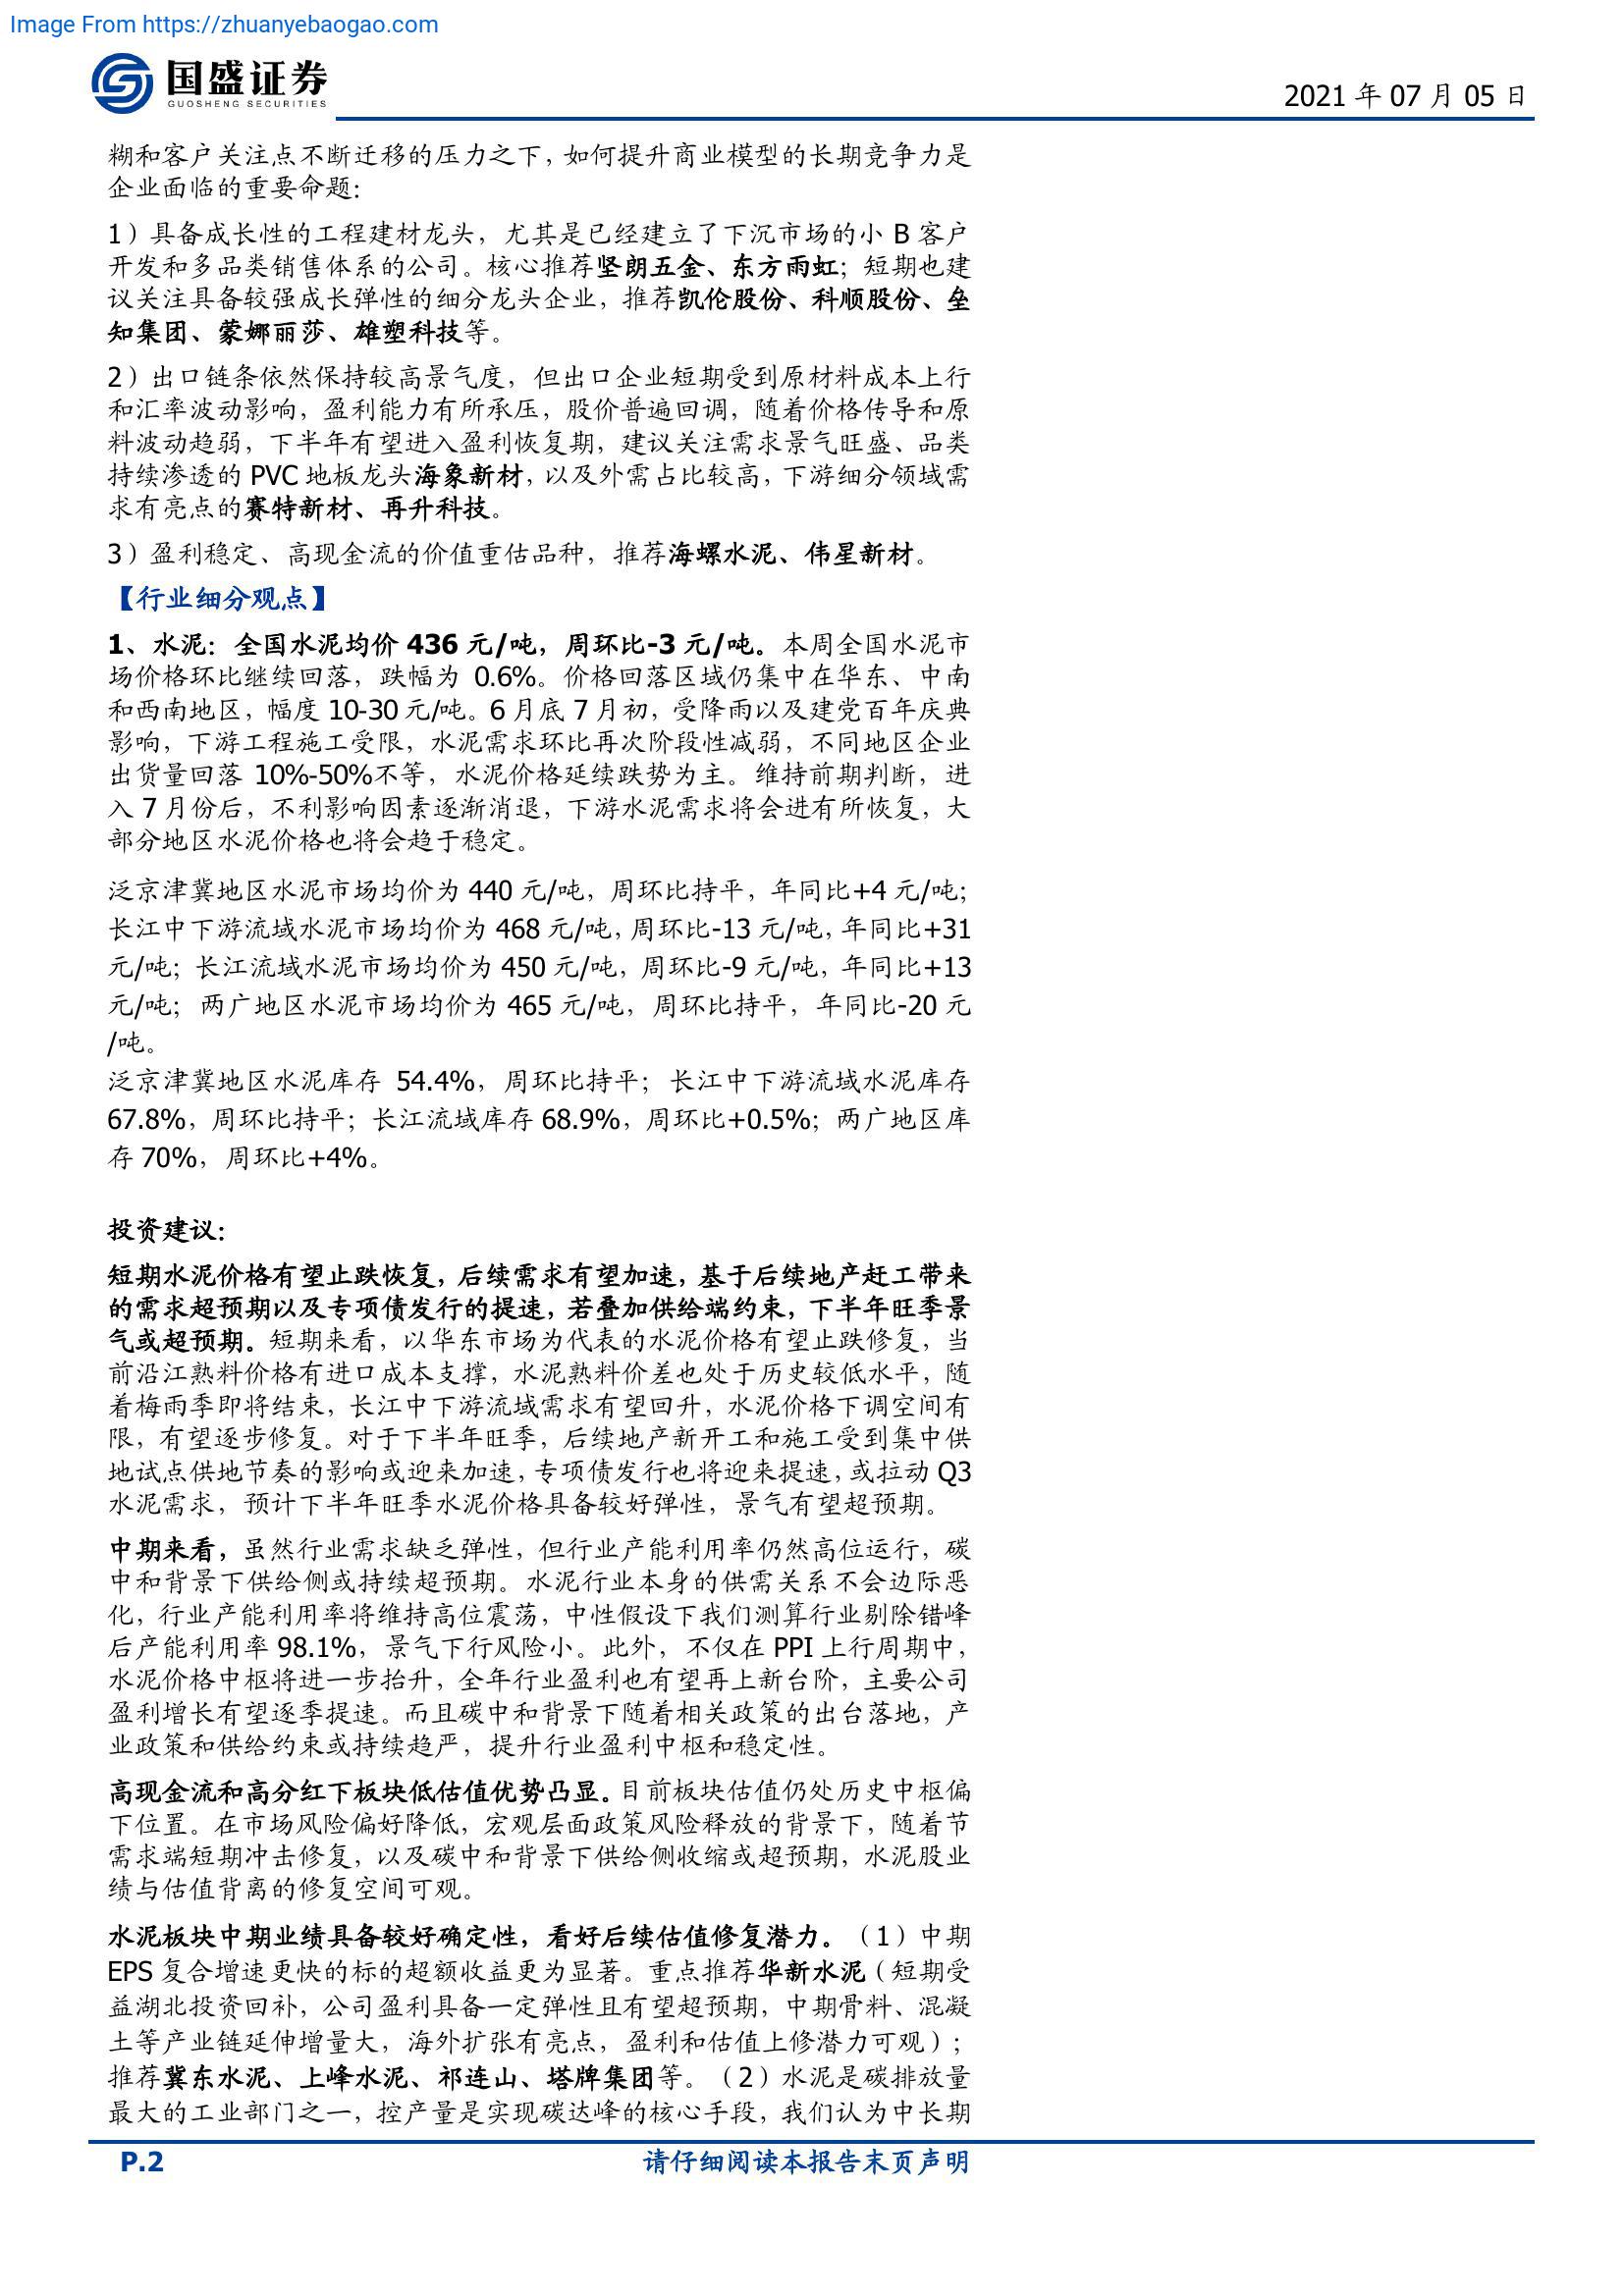 Image From https://zhuanyebaogao.com
国盛证券
GUOSHENG SECURITIES
2021 年 07 月 05 日
糊和客户关注点不断迁移的压力之下，如何提升商业模型的长期竞争力是
企业面临的重要命题：
1）具备成长性的工程建材龙头，尤其是已经建立了下沉市场的小 B 客户
开发和多品类销售体系的公司。核心推荐坚朗五金、东方雨虹；短期也建
议关注具备较强成长弹性的细分龙头企业，推荐凯伦股份、科顺股份、垒
知集团、蒙娜丽莎、雄塑科技等。
2）出口链条依然保持较高景气度，但出口企业短期受到原材料成本上行
和汇率波动影响，盈利能力有所承压，股价普遍回调，随着价格传导和原
料波动趋弱，下半年有望进入盈利恢复期，建议关注需求景气旺盛、品类
持续渗透的 PVC 地板龙头海象新材，以及外需占比较高，下游细分领域需
求有亮点的赛特新材、再升科技。
3）盈利稳定、高现金流的价值重估品种，推荐海螺水泥、伟星新材。
【行业细分观点】
1、水泥：全国水泥均价 436 元/吨，周环比-3 元/吨。本周全国水泥市
场价格环比继续回落，跌幅为 0.6%。价格回落区域仍集中在华东、中南
和西南地区，幅度 10-30 元/吨。6 月底 7 月初，受降雨以及建党百年庆典
影响，下游工程施工受限，水泥需求环比再次阶段性减弱，不同地区企业
出货量回落 10%-50%不等，水泥价格延续跌势为主。维持前期判断，进
入 7 月份后，不利影响因素逐渐消退，下游水泥需求将会进有所恢复，大
部分地区水泥价格也将会趋于稳定。
泛京津冀地区水泥市场均价为 440 元/吨，周环比持平，年同比+4 元/吨；
长江中下游流域水泥市场均价为 468 元/吨，周环比-13 元/吨，年同比+31
元/吨；长江流域水泥市场均价为 450 元/吨，周环比-9 元/吨，年同比+13
元/吨；两广地区水泥市场均价为 465 元/吨，周环比持平，年同比-20 元
/吨。
泛京津冀地区水泥库存 54.4%，周环比持平；长江中下游流域水泥库存
67.8%，周环比持平；长江流域库存 68.9%，周环比+0.5%；两广地区库
存 70%，周环比+4%。
投资建议：
短期水泥价格有望止跌恢复，后续需求有望加速，基于后续地产赶工带来
的需求超预期以及专项债发行的提速，若叠加供给端约束，下半年旺季景
气或超预期。短期来看，以华东市场为代表的水泥价格有望止跌修复，当
前沿江熟料价格有进口成本支撑，水泥熟料价差也处于历史较低水平，随
着梅雨季即将结束，长江中下游流域需求有望回升，水泥价格下调空间有
限，有望逐步修复。对于下半年旺季，后续地产新开工和施工受到集中供
地试点供地节奏的影响或迎来加速，专项债发行也将迎来提速，或拉动 Q3
水泥需求，预计下半年旺季水泥价格具备较好弹性，景气有望超预期。
中期来看，虽然行业需求缺乏弹性，但行业产能利用率仍然高位运行，碳
中和背景下供给侧或持续超预期。水泥行业本身的供需关系不会边际恶
化，行业产能利用率将维持高位震荡，中性假设下我们测算行业剔除错峰
后产能利用率 98.1%，景气下行风险小。此外，不仅在 PPI 上行周期中，
水泥价格中枢将进一步抬升，全年行业盈利也有望再上新台阶，主要公司
盈利增长有望逐季提速。而且碳中和背景下随着相关政策的出台落地，产
业政策和供给约束或持续趋严，提升行业盈利中枢和稳定性。
高现金流和高分红下板块低估值优势凸显。目前板块估值仍处历史中枢偏
下位置。在市场风险偏好降低，宏观层面政策风险释放的背景下，随着节
需求端短期冲击修复，以及碳中和背景下供给侧收缩或超预期，水泥股业
绩与估值背离的修复空间可观。
水泥板块中期业绩具备较好确定性，看好后续估值修复潜力。（1）中期
EPS 复合增速更快的标的超额收益更为显著。重点推荐华新水泥（短期受
益湖北投资回补，公司盈利具备一定弹性且有望超预期，中期骨料、混凝
土等产业链延伸增量大，海外扩张有亮点，盈利和估值上修潜力可观）；
推荐冀东水泥、上峰水泥、祁连山、塔牌集团等。（2）水泥是碳排放量
最大的工业部门之一，控产量是实现碳达峰的核心手段，我们认为中长期
P.2
请仔细阅读本报告末页声明